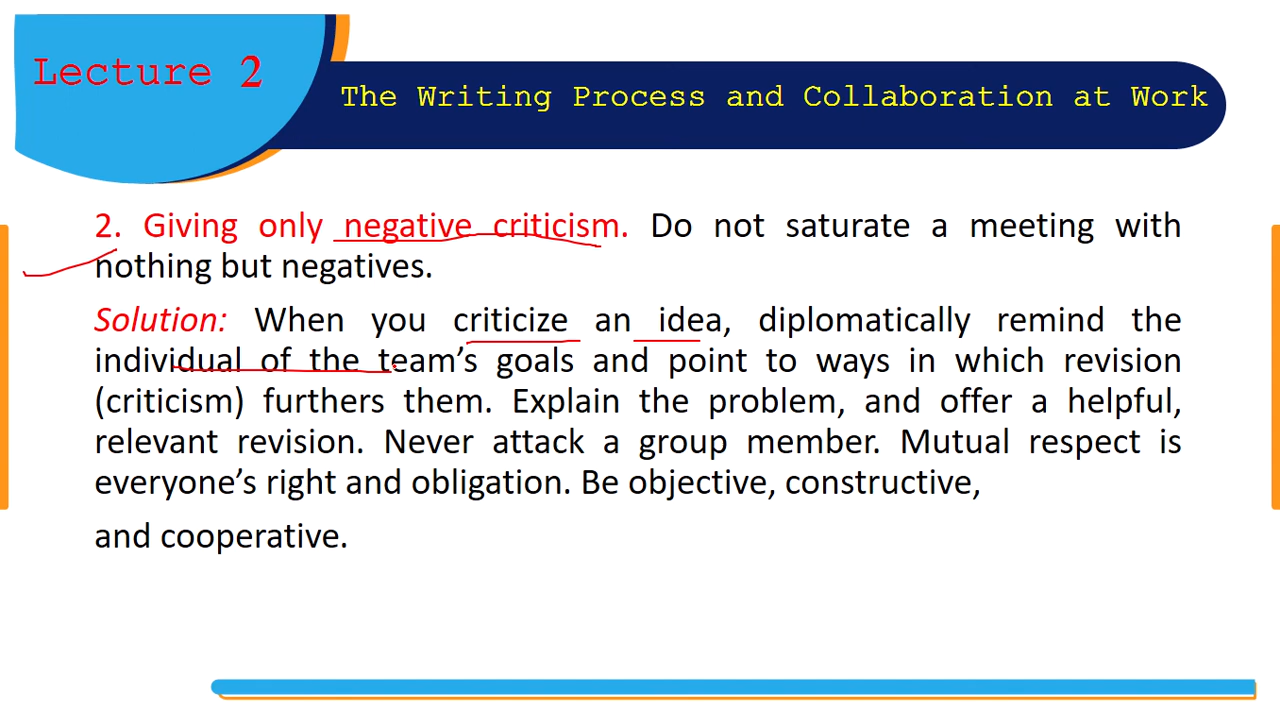 Lecture 2
The Writing Process and Collaboration at Work
2. Giving only negative criticism. Do not saturate a meeting with
nothing but negatives.
Solution: When you criticize an idea, diplomatically remind the
individual of the team’s goals and point to ways in which revision
(criticism) furthers them. Explain the problem, and offer a helpful,
relevant revision. Never attack a group member. Mutual respect is
everyone’s right and obligation. Be objective, constructive,
and cooperative.